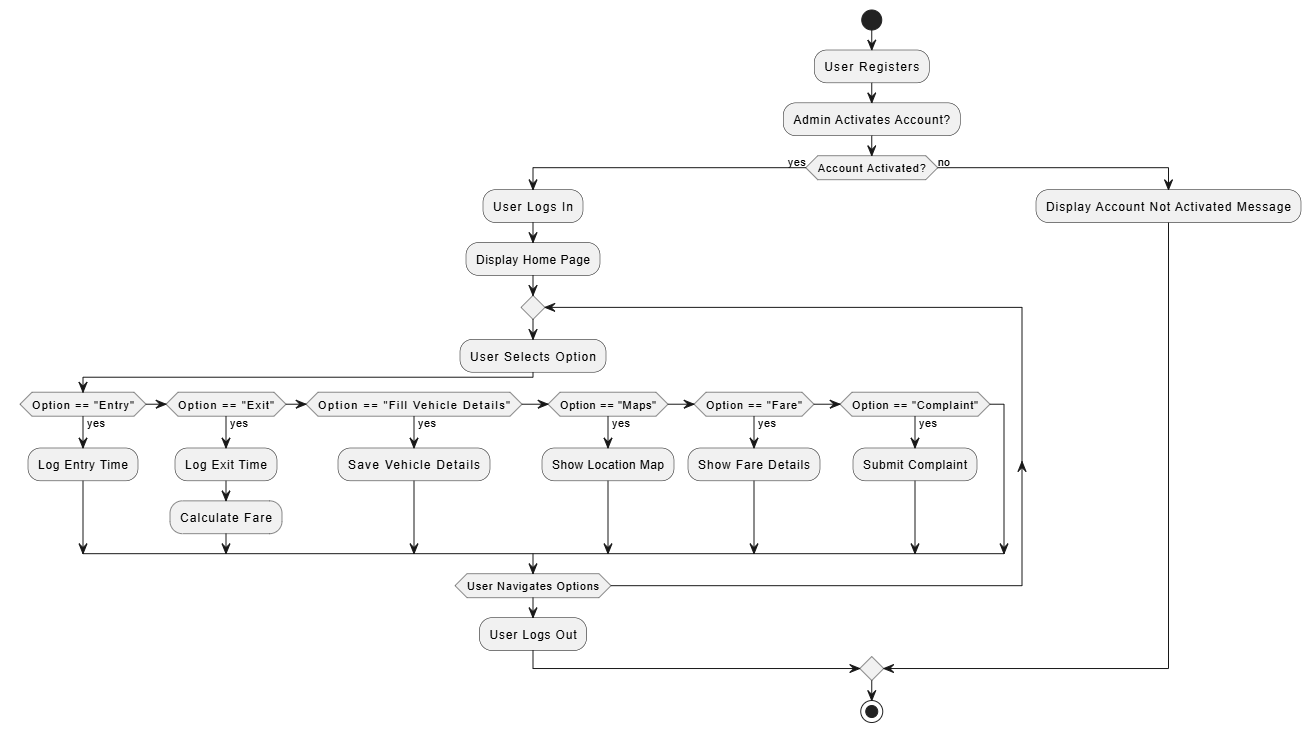 User Registers
Admin Activates Account?
yes
Account Activated?
no
User Logs In
Display Account Not Activated Message
Display Home Page
User Selects Option
Option == "Entry"
Option == "Exit"
Option == "Fill Vehicle Details"
Option == "Maps"
Option == "Fare"
Option == "Complaint"
yes
yes
yes
yes
yes
yes
Log Entry Time
Log Exit Time
Save Vehicle Details
Show Location Map
Show Fare Details
Submit Complaint
Calculate Fare
User Navigates Options
User Logs Out